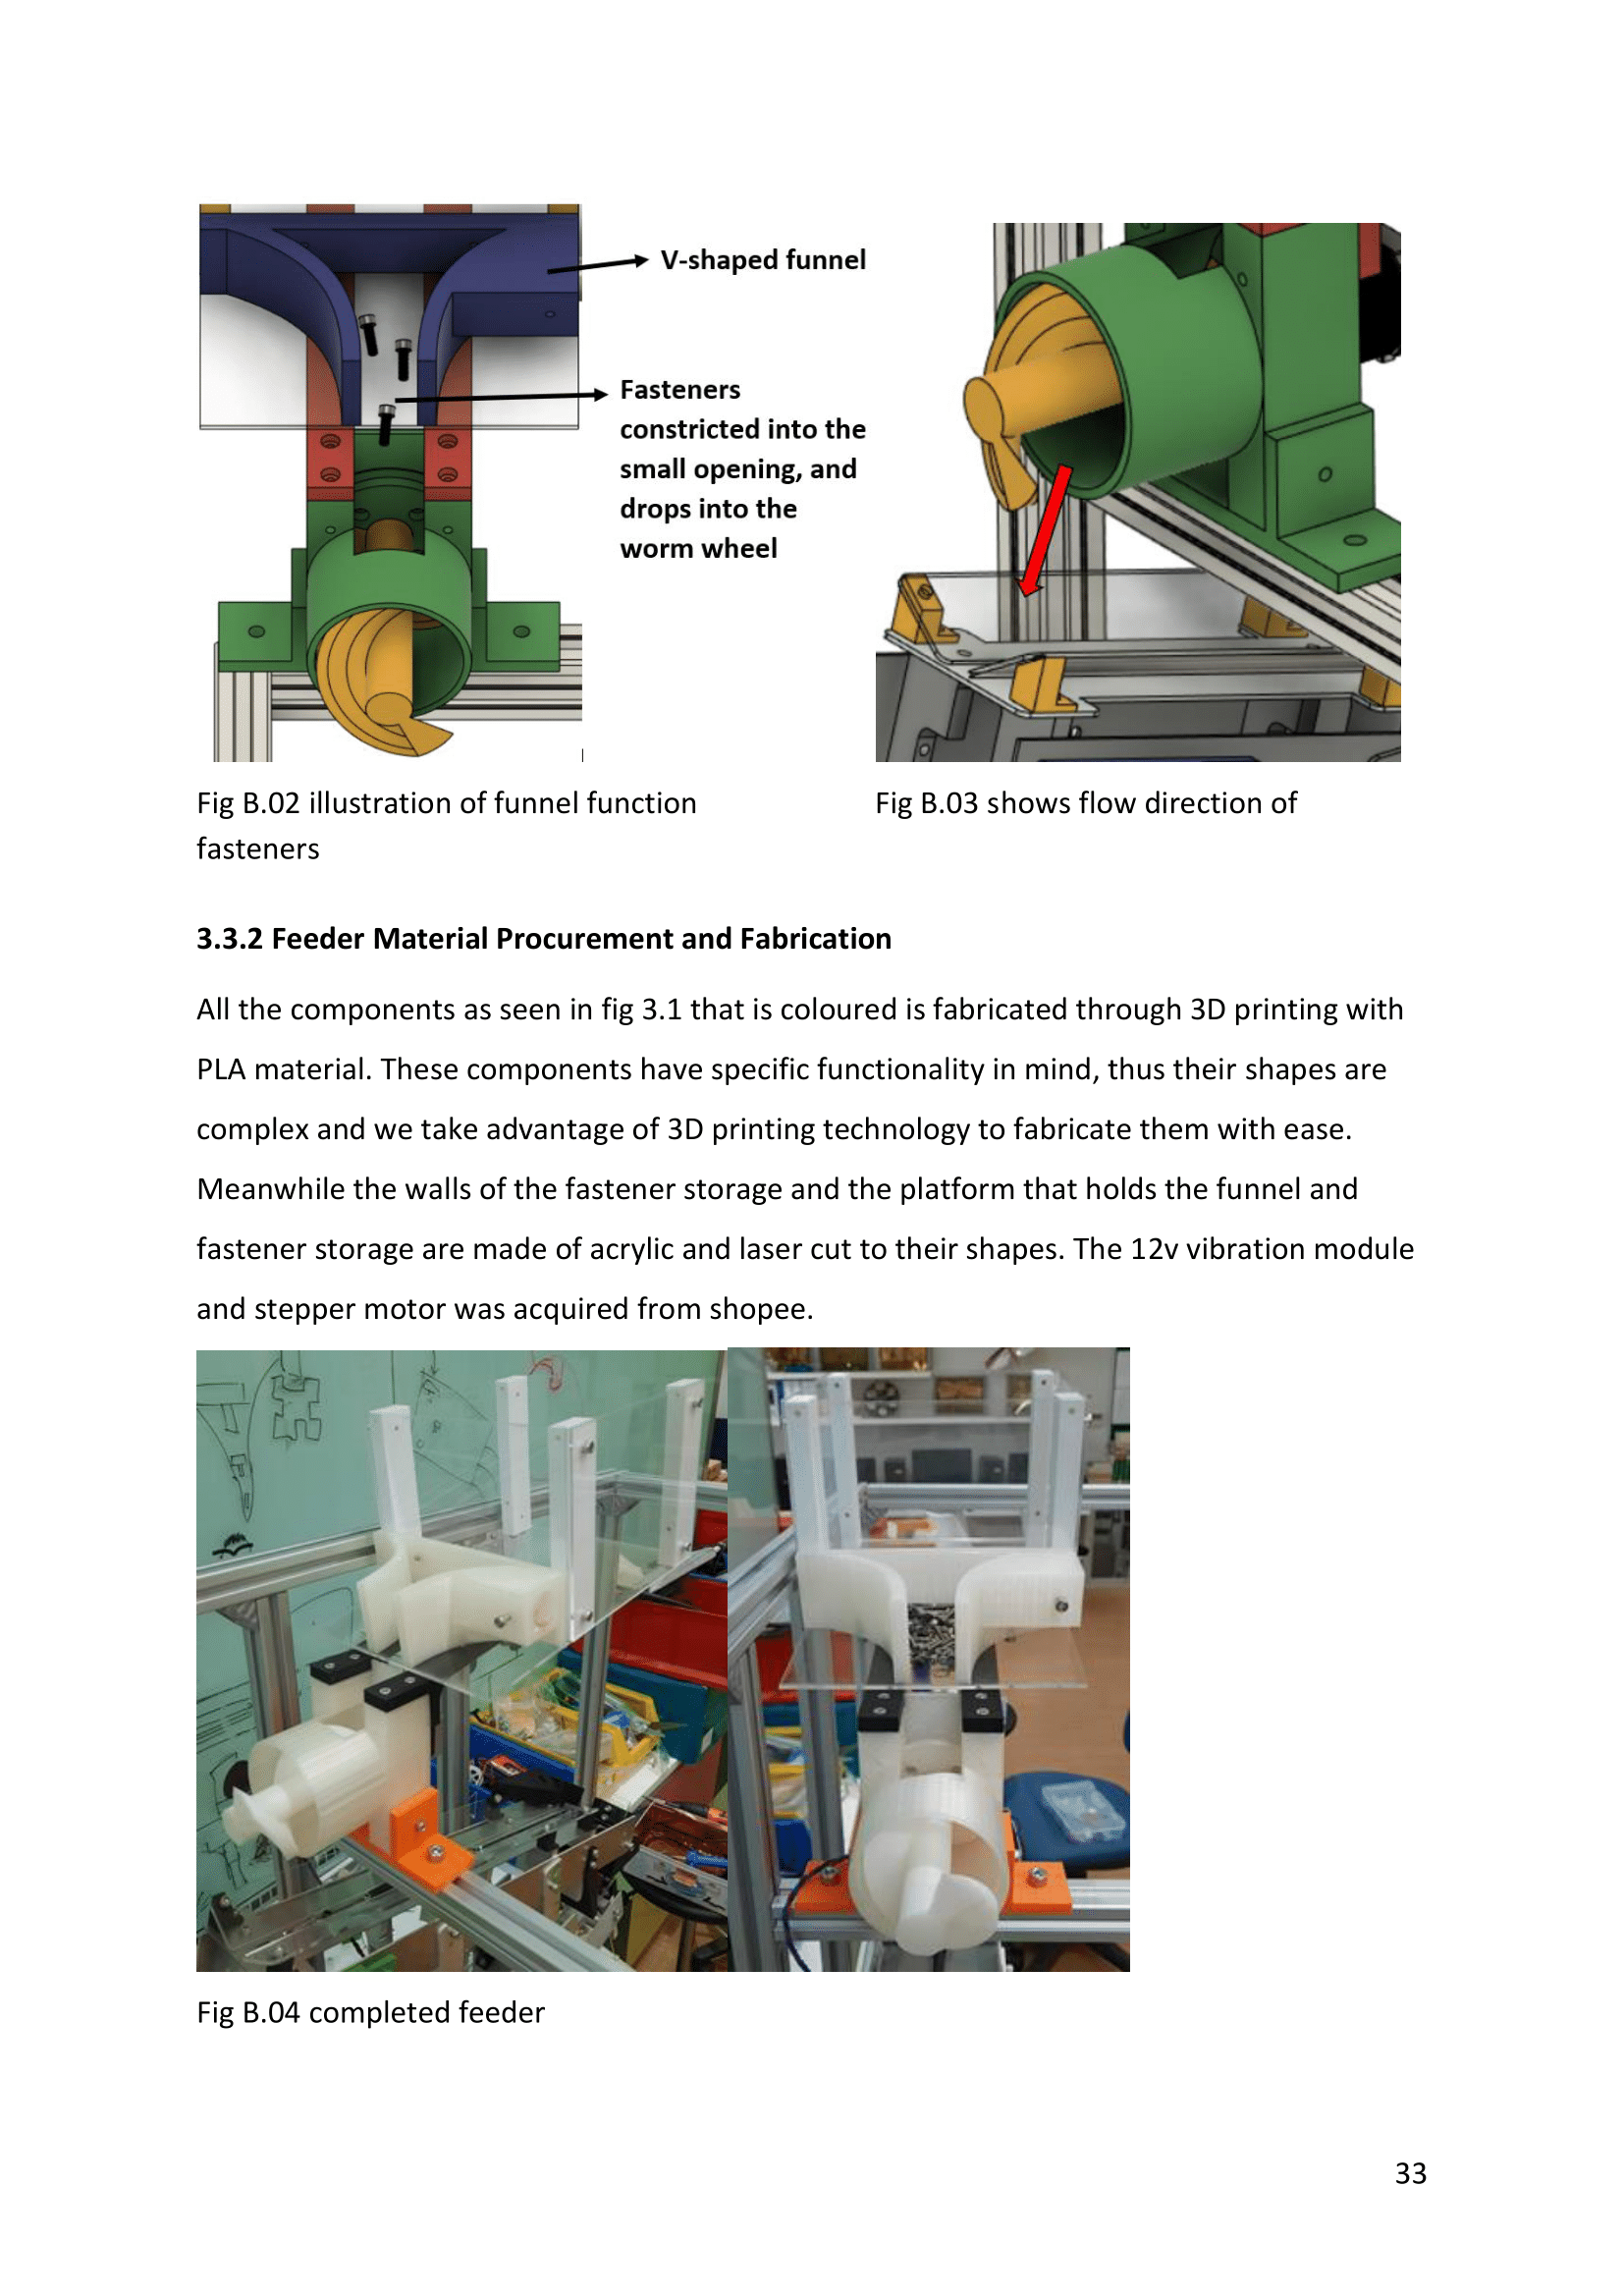 V-shaped funnel
Fasteners
constricted into the
small opening, and
drops into the
worm wheel
Fig B.02 illustration of funnel function
Fig B.03 shows flow direction of
fasteners
3.3.2 Feeder Material Procurement and Fabrication
All the components as seen in fig 3.1 that is coloured is fabricated through 3D printing with
PLA material. These components have specific functionality in mind, thus their shapes are
complex and we take advantage of 3D printing technology to fabricate them with ease.
Meanwhile the walls of the fastener storage and the platform that holds the funnel and
fastener storage are made of acrylic and laser cut to their shapes. The 12v vibration module
and stepper motor was acquired from shopee.
Fig B.04 completed feeder
33